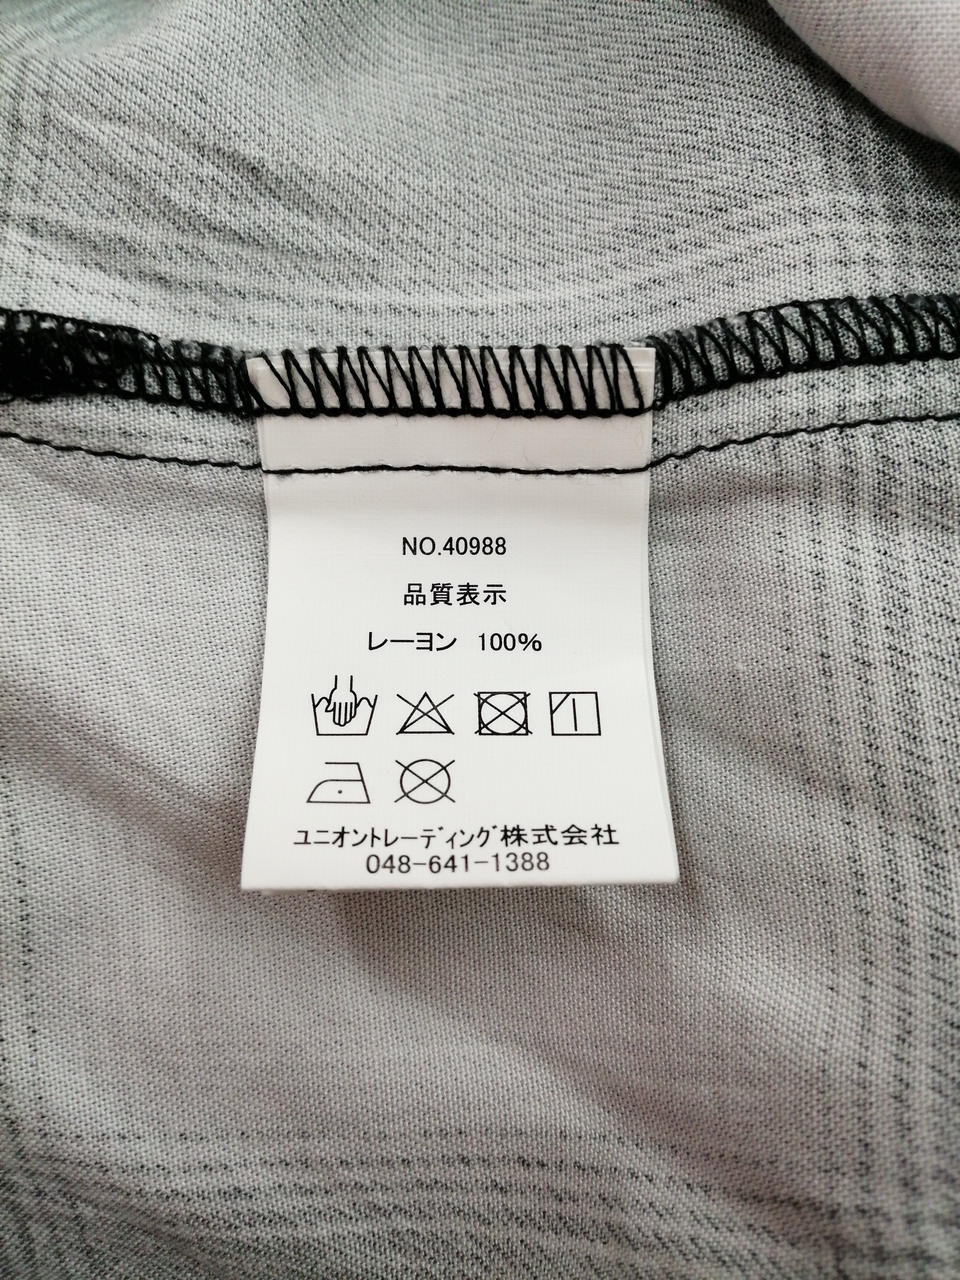 NO.40988
品質表示
レーヨン 100%
ﾕﾆオントレーディング株式会社
048-641-1388